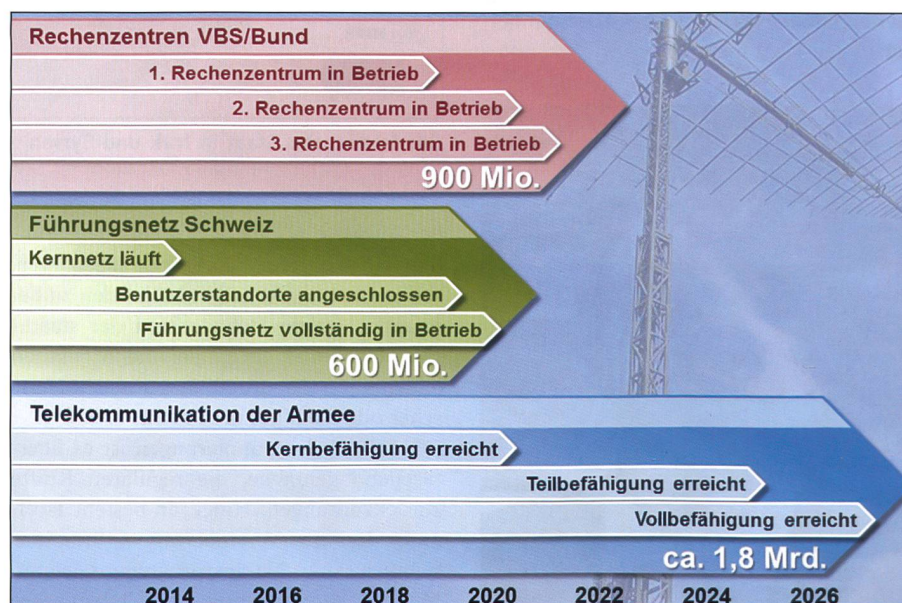 Rechenzentren VBS/Bund
1. Rechenzentrum in Betrieb
2. Rechenzentrum in Betrieb
3. Rechenzentrum in Betrieb
900 Mio.
Führungsnetz Schweiz
Kernnetz läuft
Benutzerstandorte angeschlossen
Führungsnetz vollständig in Betrieb
600 Mio.
Telekommunikation der Armee
Kernbefähigung erreicht
Teilbefähigung erreicht
Vollbefähigung erreicht
ca. 1,8 Mrd.
2014 2016 2018 2020 2022 2024 2026